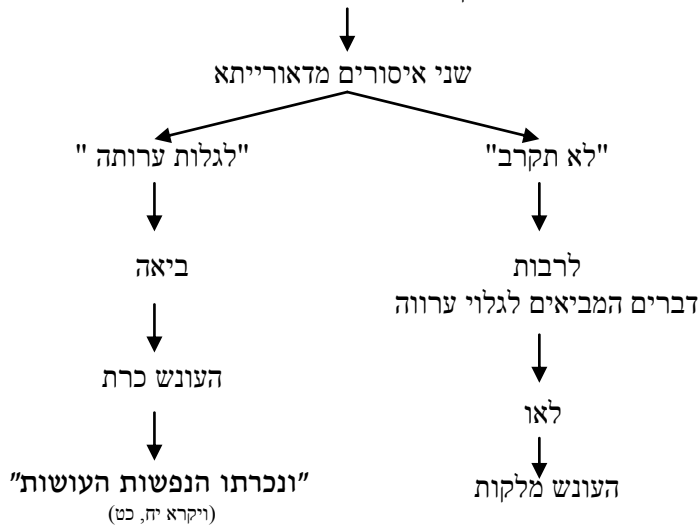 שני איסורים מדאורייתא
"לא תקרב"
לרבות
דברים המביאים לגלוי ערווה
לאו
העונש מלקות
"לגלות ערותה "
ביאה
העונש כרת
"ונכרתו הנפשות העושות"
(ויקרא יח, כט)